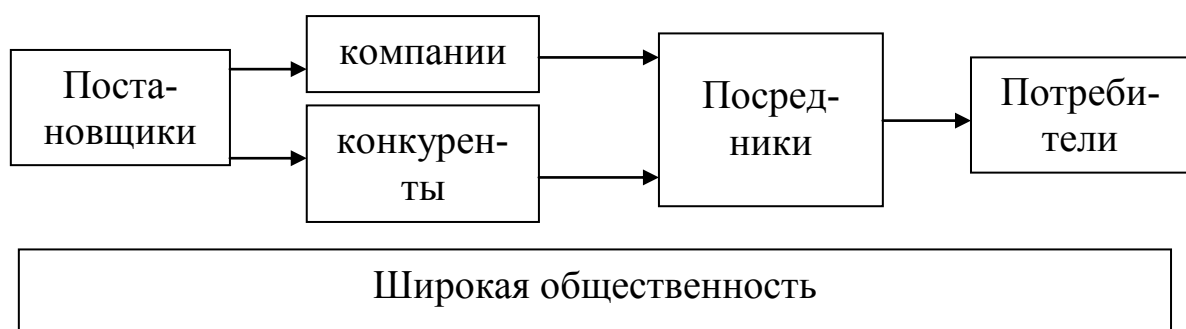 Поста-
новщики
компании
конкурен-
ты
Посред-
ники
Потреби-
тели
Широкая общественность